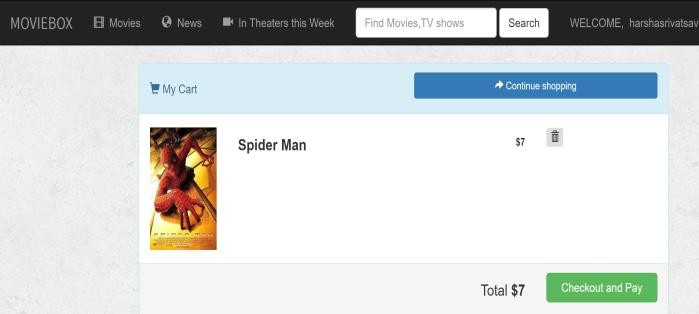 MOVIEBOX Movies News In Theaters this Week Find Movies,TV shows Search WELCOME, harshasrivatsav
My Cart Continue shopping
Spider Man $7
Total $7 Checkout and Pay